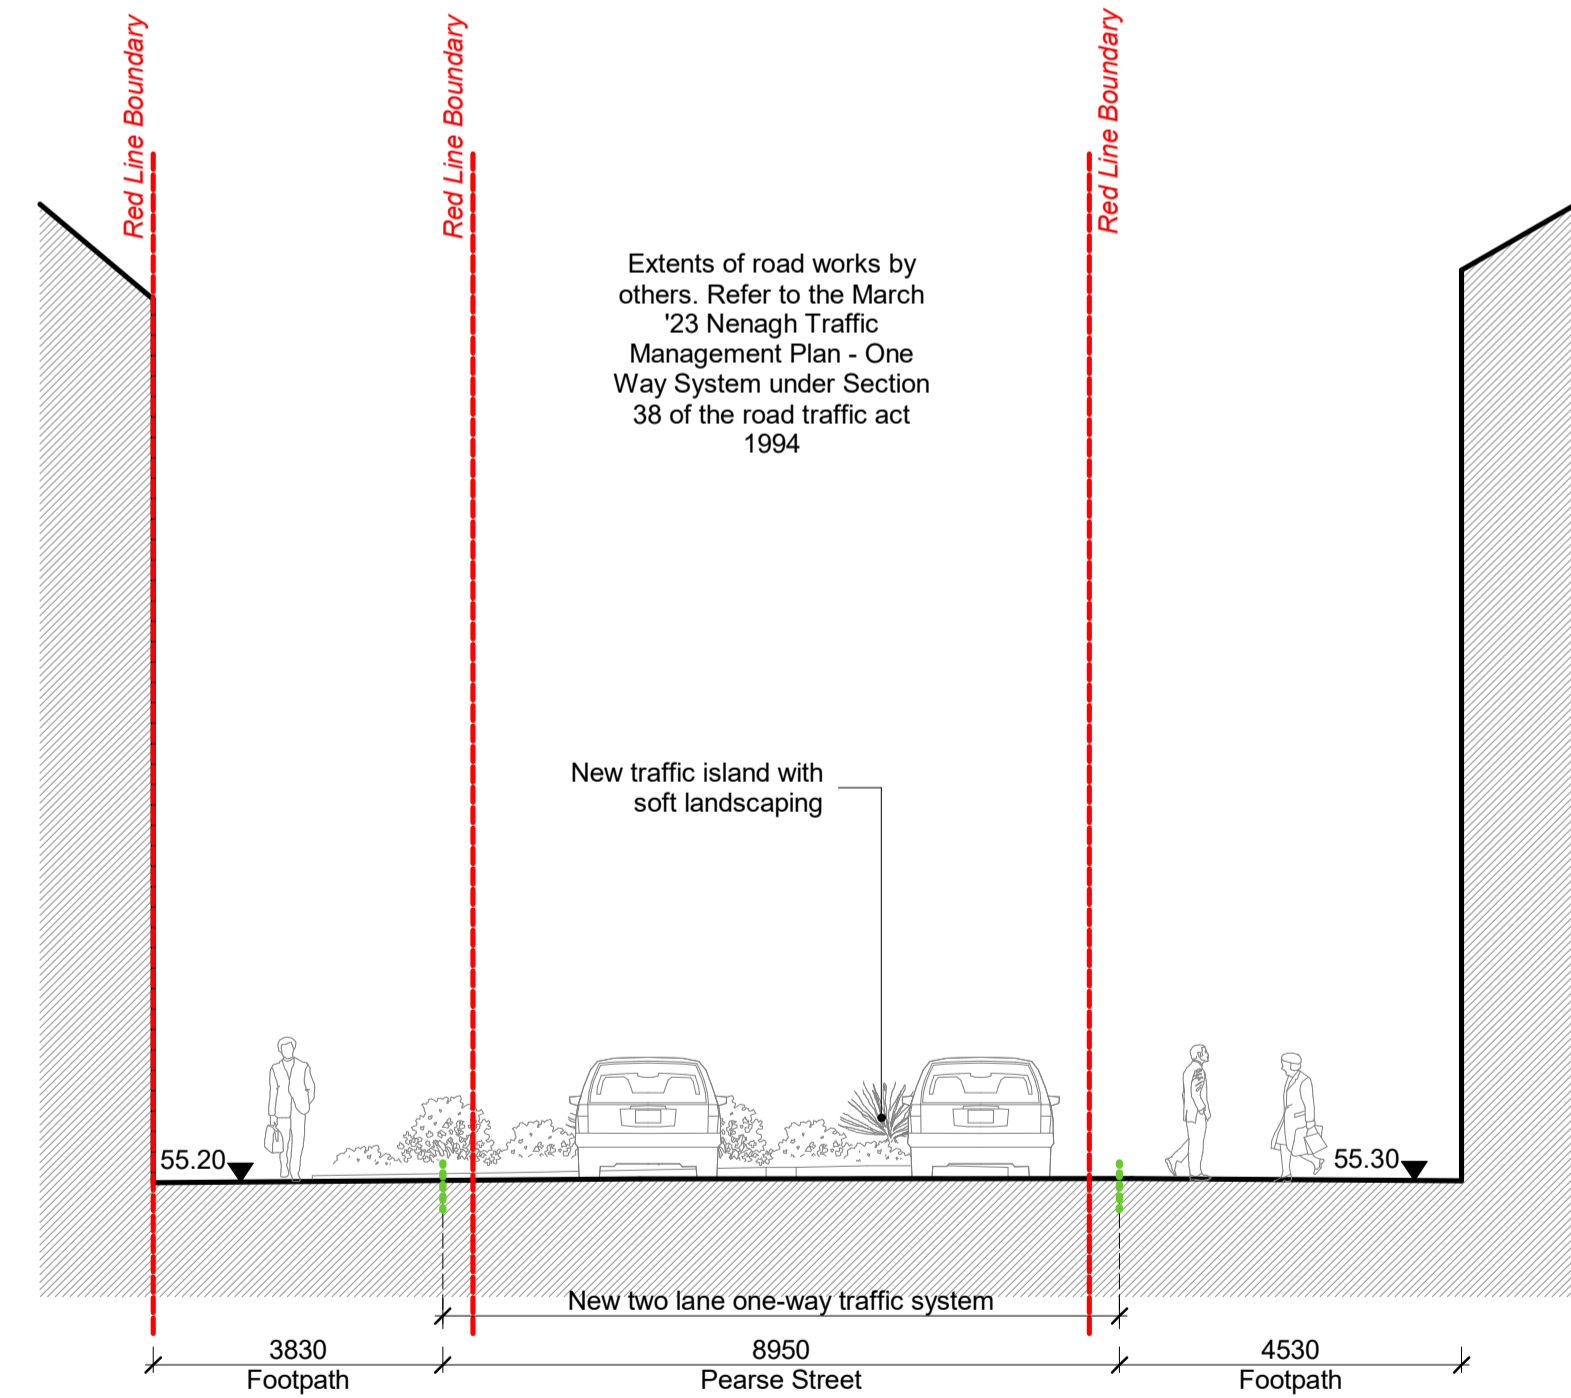 Red Line Boundary
Red Line Boundary
Red Line Boundary
Extents of road works by
others. Refer to the March
'23 Nenagh Traffic
Management Plan - One
Way System under Section
38 of the road traffic act
1994
New traffic island with
soft landscaping
55.20
55.30
New two lane one-way traffic system
3830
Footpath
8950
Pearse Street
4530
Footpath